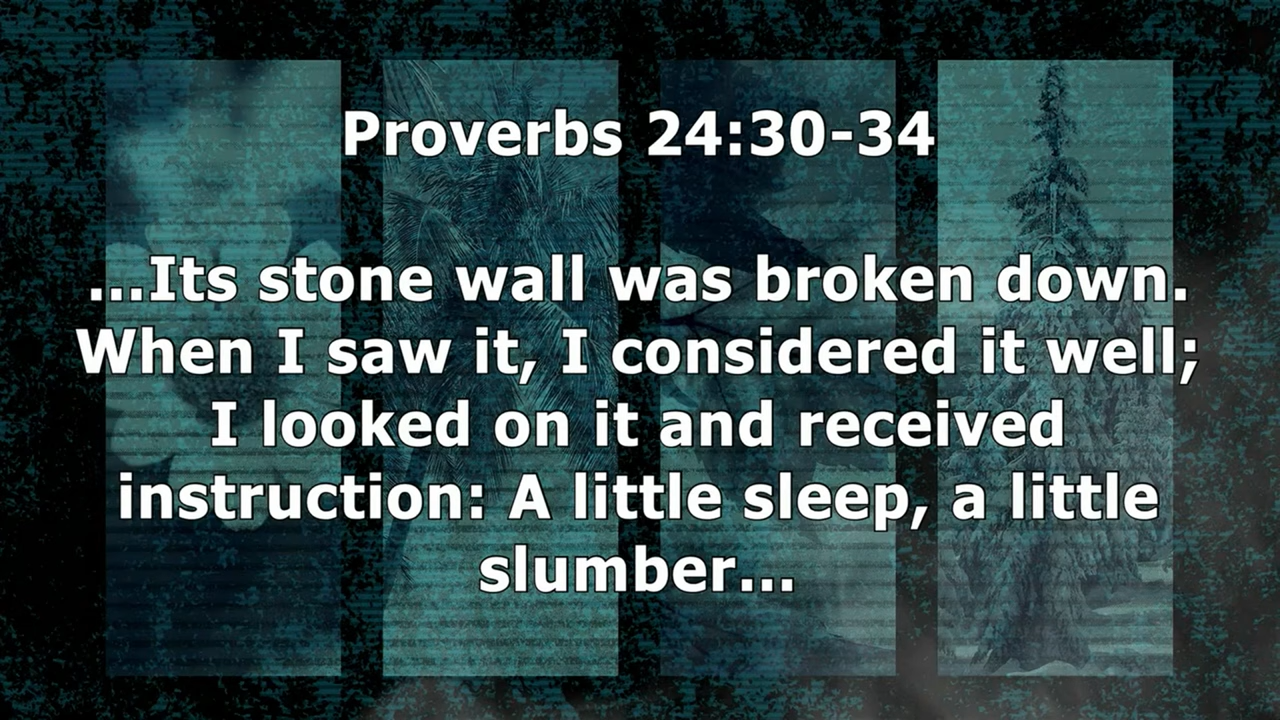 Proverbs 24:30-34
...Its stone wall was broken down.
When I saw it, I considered it well;
I looked on it and received
instruction: A little sleep, a little
slumber...